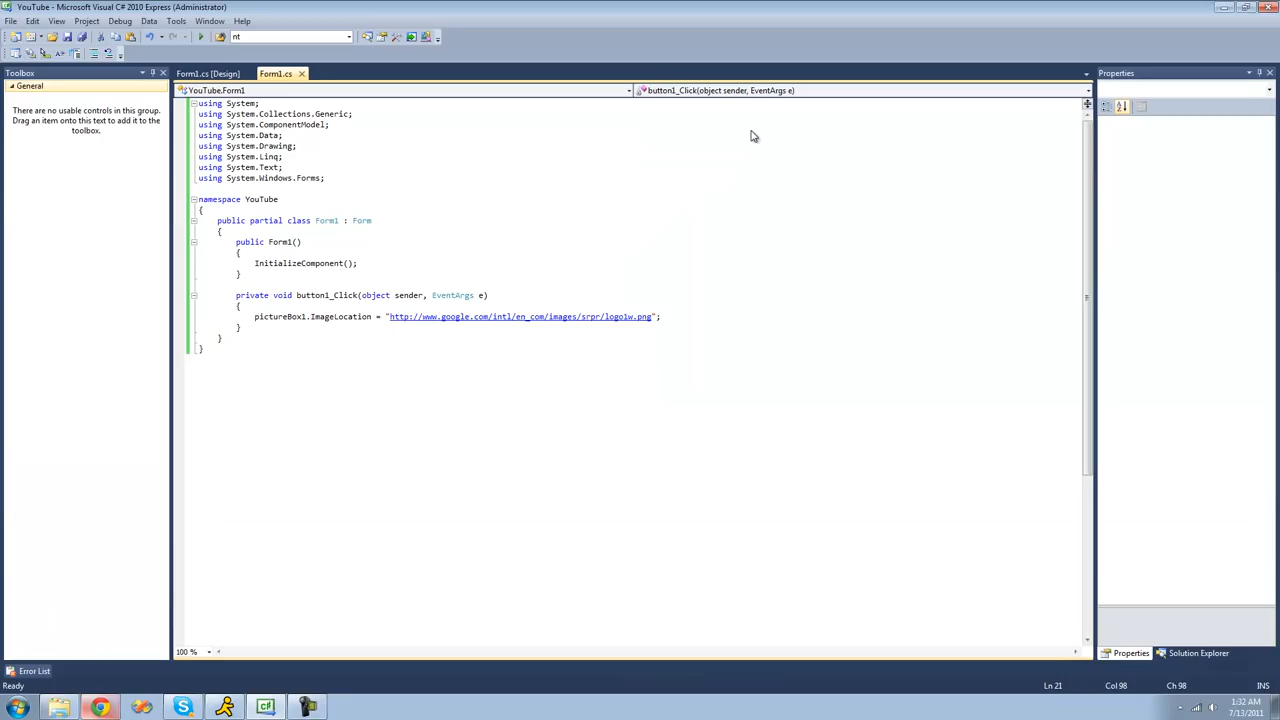 YouTube - Microsoft Visual C# 2010 Express (Administrator)
File Edit View Project Debug Data Tools Window Help
nt
Toolbox
General
There are no usable controls in this group.
Drag an item onto this text to add it to the
toolbox.
Form1.cs [Design] Form1.cs
YouTube.Form1 button1_Click(object sender, EventArgs e)
using System;
using System.Collections.Generic;
using System.ComponentModel;
using System.Data;
using System.Drawing;
using System.Linq;
using System.Text;
using System.Windows.Forms;
namespace YouTube
{
public partial class Form1 : Form
{
public Form1()
{
InitializeComponent();
}
private void button1_Click(object sender, EventArgs e)
{
pictureBox1.ImageLocation = "http://www.google.com/intl/en_com/images/srpr/logo1w.png";
}
}
}
100 %
Properties
Properties Solution Explorer
Error List
Ready Ln 21 Col 98 Ch 98 INS
1:32 AM
7/13/2011